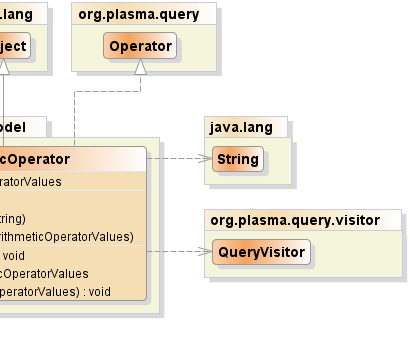 .lang
ject
org.plasma.query
Operator
odel
cOperator
ratorValues
tring)
rithmeticOperatorValues)
: void
cOperatorValues
peratorValues) : void
java.lang
String
org.plasma.query.visitor
QueryVisitor